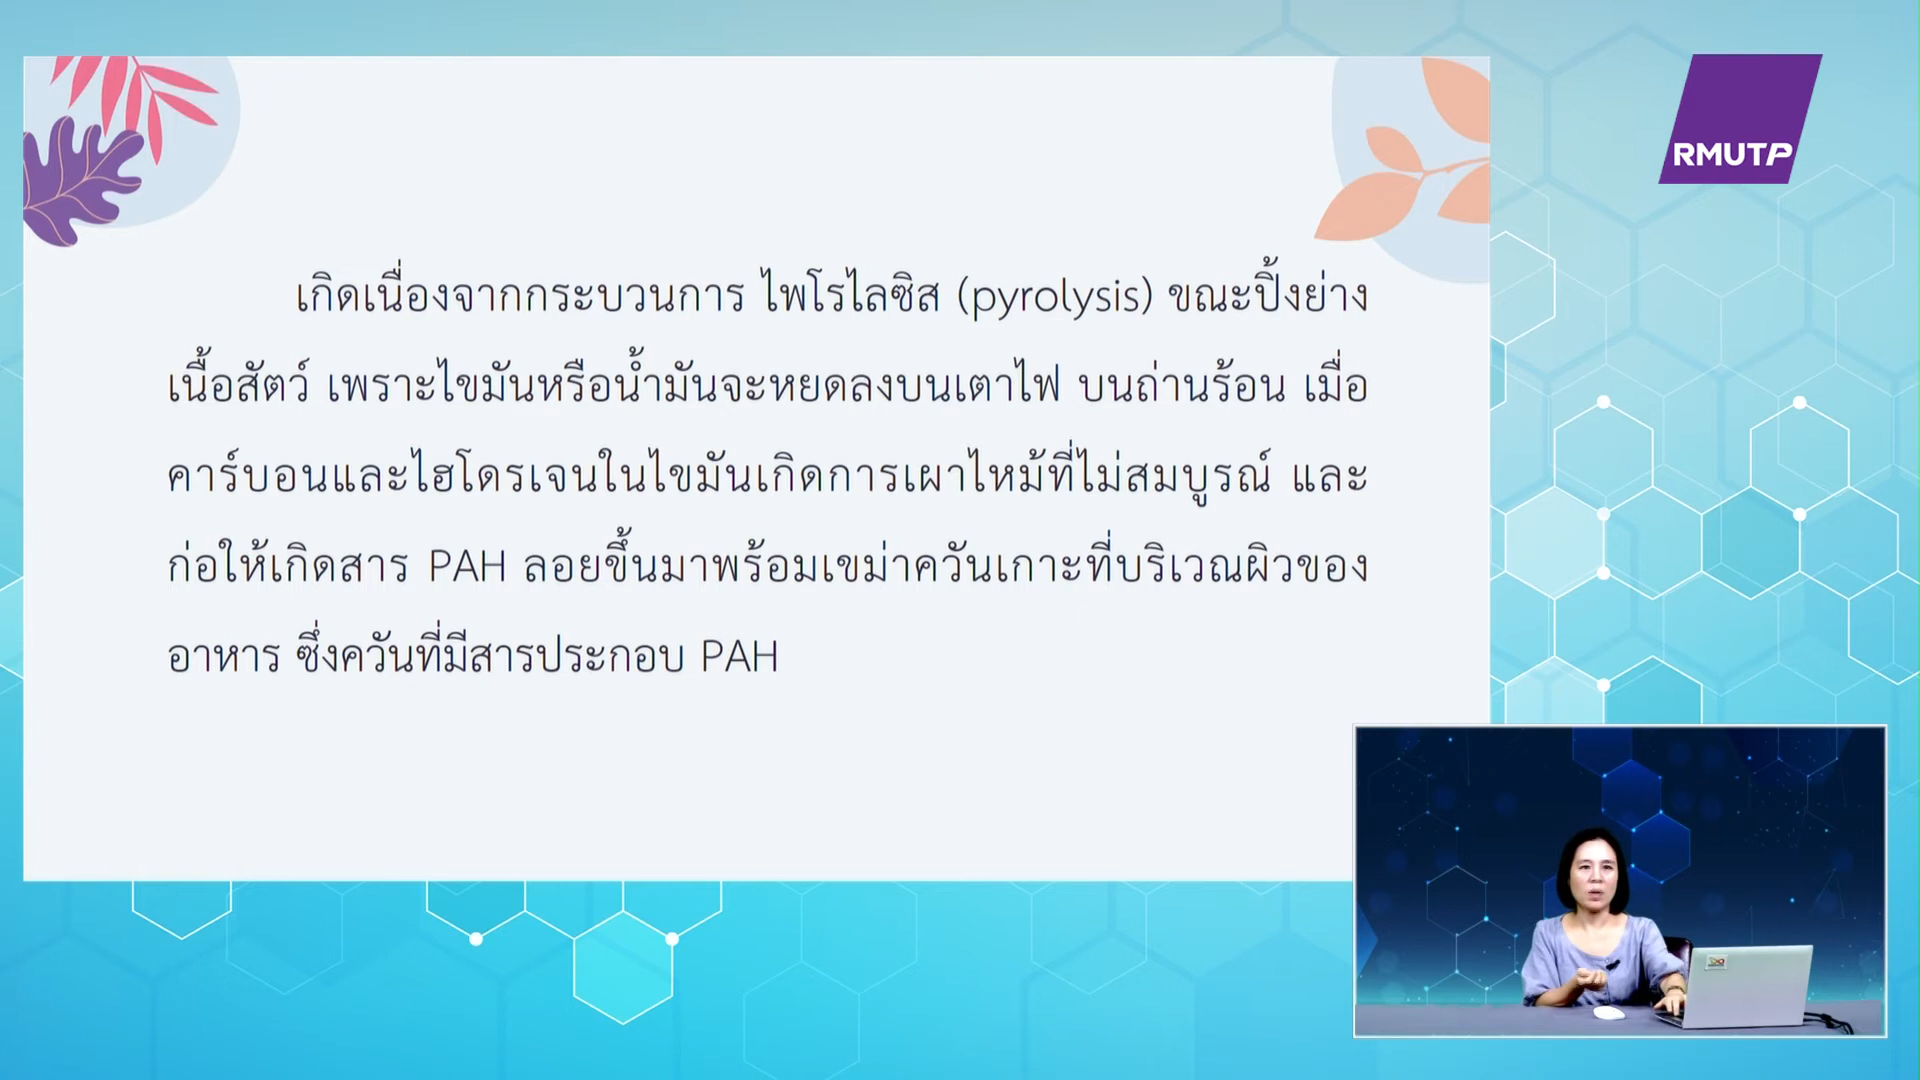 RMUTP
เกิดเนื่องจากกระบวนการ ไพโรไลซิส (pyrolysis) ขณะปิ้งย่าง
เนื้อสัตว์ เพราะไขมันหรือน้ำมันจะหยดลงบนเตาไฟ บนถ่านร้อน เมื่อ
คาร์บอนและไฮโดรเจนในไขมันเกิดการเผาไหม้ที่ไม่สมบูรณ์ และ
ก่อให้เกิดสาร PAH ลอยขึ้นมาพร้อมเขม่าควันเกาะที่บริเวณผิวของ
อาหาร ซึ่งควันที่มีสารประกอบ PAH